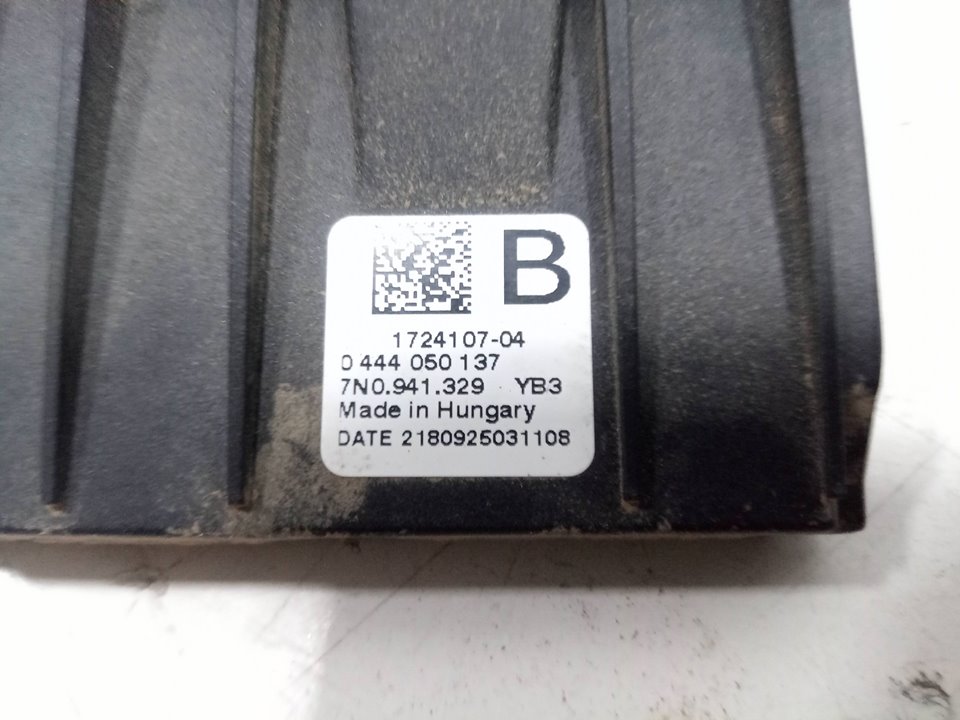 B
1724107-04
0 444 050 137
7N0.941.329 YB3
Made in Hungary
DATE 2180925031108